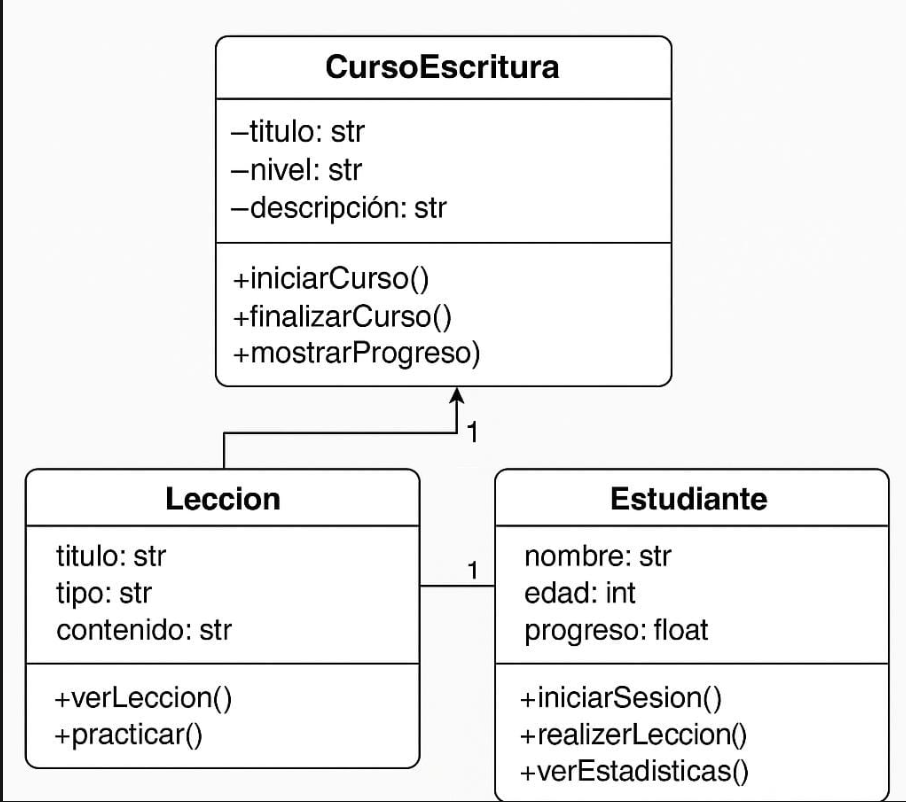 CursoEscritura
–titulo: str
–nivel: str
–descripción: str
+iniciarCurso()
+finalizarCurso()
+mostrarProgreso)
1
Leccion
titulo: str
tipo: str
contenido: str
+verLeccion()
+practicar()
1
Estudiante
nombre: str
edad: int
progreso: float
+iniciarSesion()
+realizerLeccion()
+verEstadisticas()